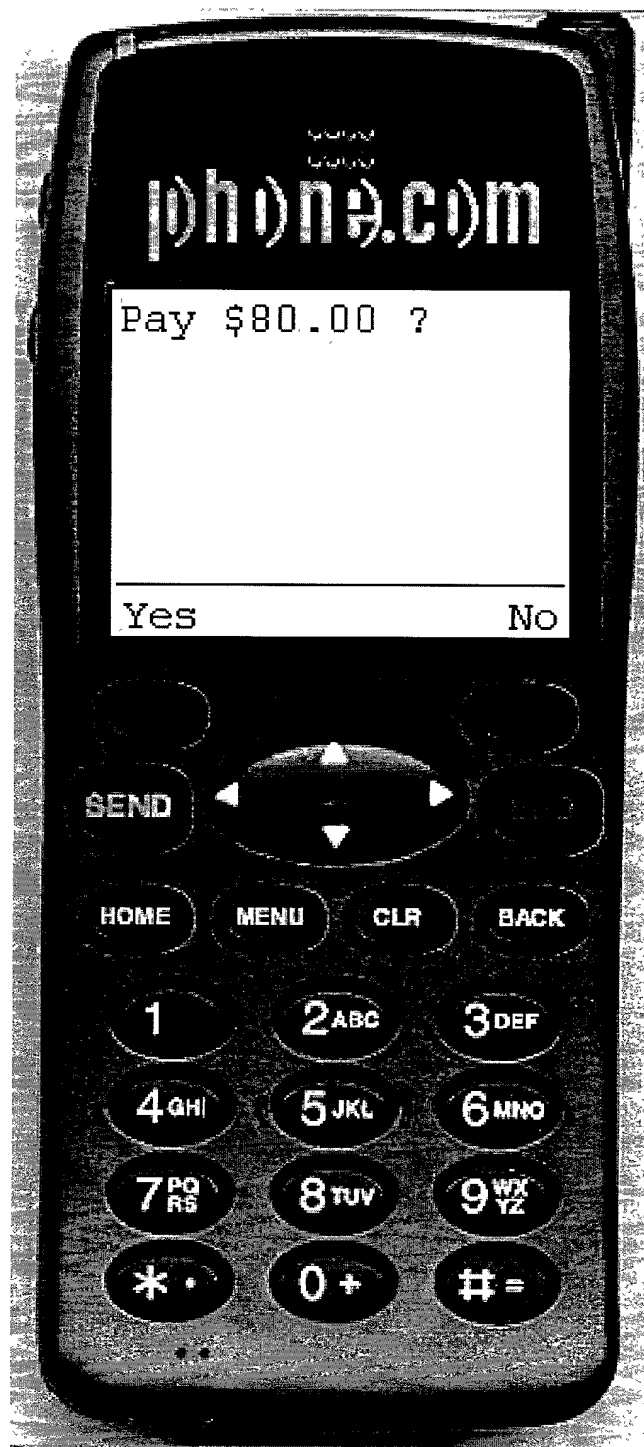 phone.com
Pay $80.00 ?
Yes No
SEND
HOME MENU CLR BACK
1 2ABC 3DEF
4GHI 5JKL 6MNO
7PQRS 8TUV 9WXYZ
* 0+ #=